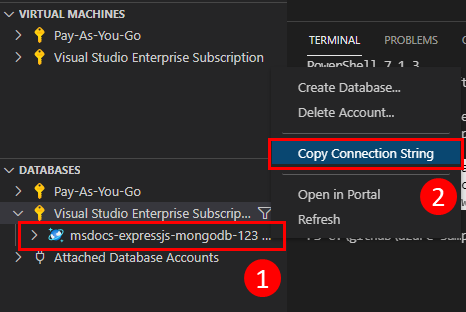 VIRTUAL MACHINES
Pay-As-You-Go
Visual Studio Enterprise Subscription
DATABASES
Pay-As-You-Go
Visual Studio Enterprise Subscrip...
msdocs-expressjs-mongodb-123 ...
Attached Database Accounts
1
TERMINAL
PROBLEMS
PowerShell 7.1.3
Create Database...
Delete Account...
Copy Connection String
Open in Portal
Refresh
2